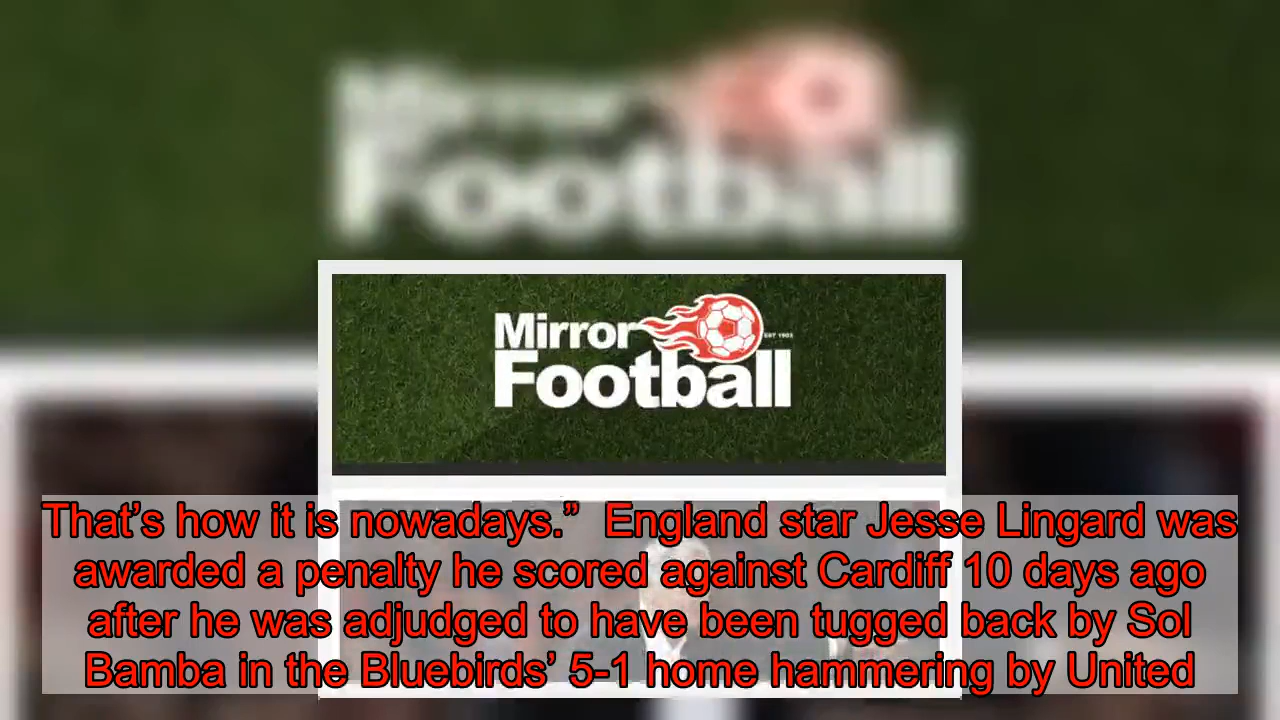 Mirror
Football
EST 1903
Mirror
Football
That’s how it is nowadays.”  England star Jesse Lingard was
awarded a penalty he scored against Cardiff 10 days ago
after he was adjudged to have been tugged back by Sol
Bamba in the Bluebirds’ 5-1 home hammering by United